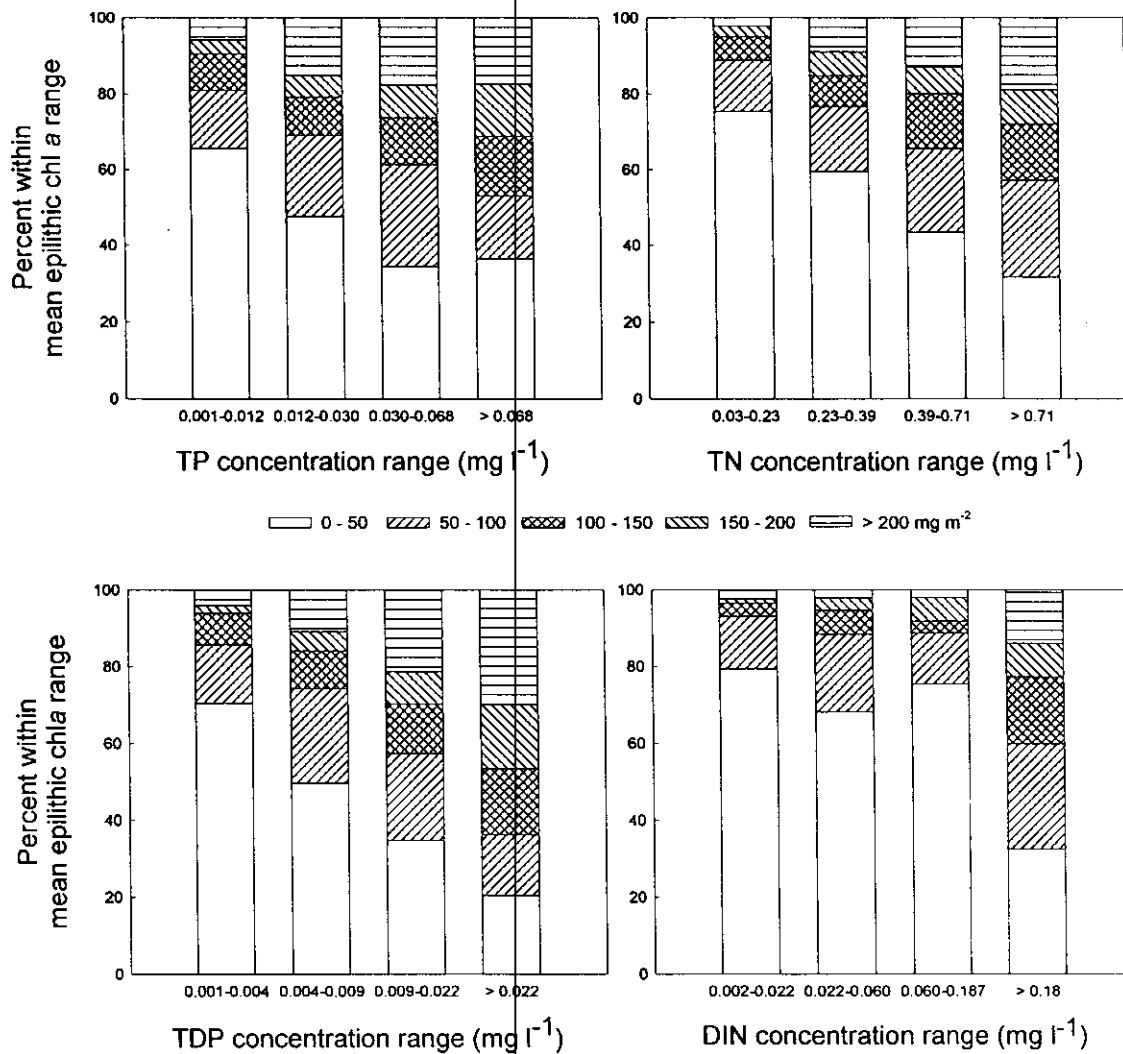 Percent within
mean epilithic chl a range
100
80
60
40
20
0
0.001-0.012 0.012-0.030 0.030-0.068 > 0.068
TP concentration range (mg l⁻¹)
100
80
60
40
20
0
0.03-0.23 0.23-0.39 0.39-0.71 > 0.71
TN concentration range (mg l⁻¹)
0 - 50 50 - 100 100 - 150 150 - 200 > 200 mg m⁻²
Percent within
mean epilithic chla range
100
80
60
40
20
0
0.001-0.004 0.004-0.009 0.009-0.022 > 0.022
TDP concentration range (mg l⁻¹)
100
80
60
40
20
0
0.002-0.022 0.022-0.060 0.060-0.187 > 0.18
DIN concentration range (mg l⁻¹)